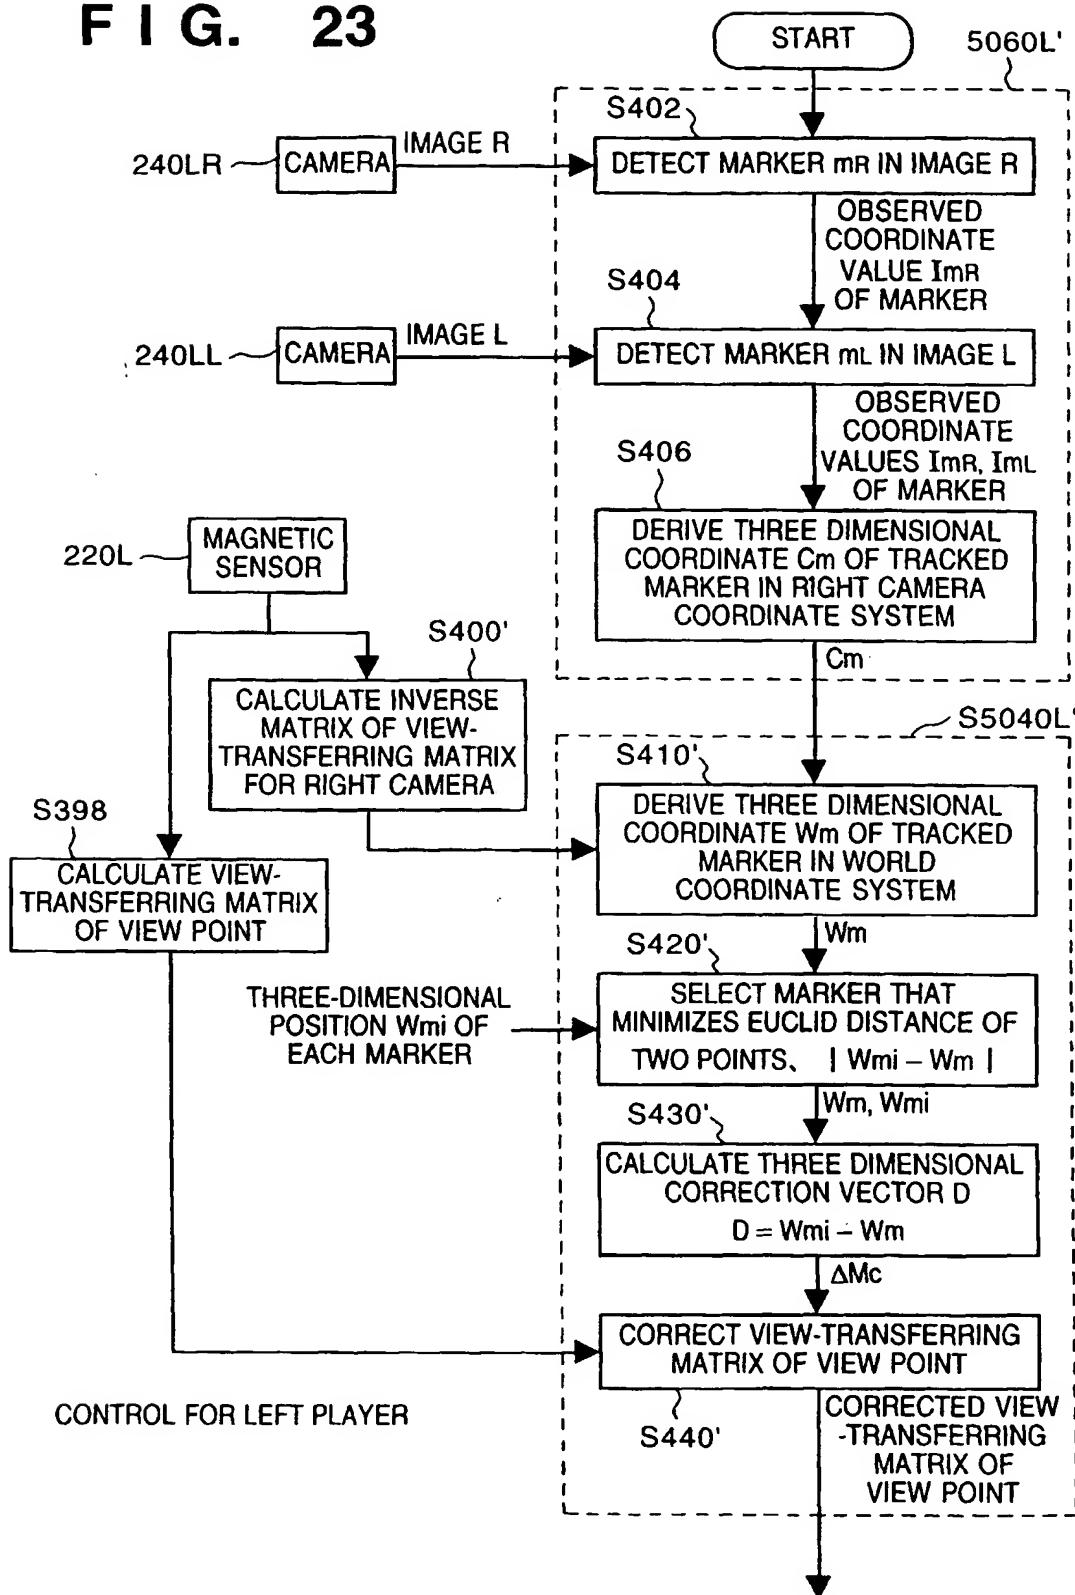 FIG. 23
START
5060L'
S402
240LR
CAMERA
IMAGE R
DETECT MARKER mR IN IMAGE R
OBSERVED
COORDINATE
VALUE ImR
OF MARKER
S404
240LL
CAMERA
IMAGE L
DETECT MARKER mL IN IMAGE L
OBSERVED
COORDINATE
VALUES ImR, ImL
OF MARKER
S406
DERIVE THREE DIMENSIONAL
COORDINATE Cm OF TRACKED
MARKER IN RIGHT CAMERA
COORDINATE SYSTEM
Cm
220L
MAGNETIC
SENSOR
S400'
CALCULATE INVERSE
MATRIX OF VIEW-
TRANSFERRING MATRIX
FOR RIGHT CAMERA
S398
CALCULATE VIEW-
TRANSFERRING MATRIX
OF VIEW POINT
S5040L'
S410'
DERIVE THREE DIMENSIONAL
COORDINATE Wm OF TRACKED
MARKER IN WORLD
COORDINATE SYSTEM
Wm
S420'
THREE-DIMENSIONAL
POSITION Wmi OF
EACH MARKER
SELECT MARKER THAT
MINIMIZES EUCLID DISTANCE OF
TWO POINTS、 | Wmi – Wm |
Wm, Wmi
S430'
CALCULATE THREE DIMENSIONAL
CORRECTION VECTOR D
D = Wmi – Wm
ΔMc
CORRECT VIEW-TRANSFERRING
MATRIX OF VIEW POINT
S440'
CONTROL FOR LEFT PLAYER
CORRECTED VIEW
-TRANSFERRING
MATRIX OF
VIEW POINT